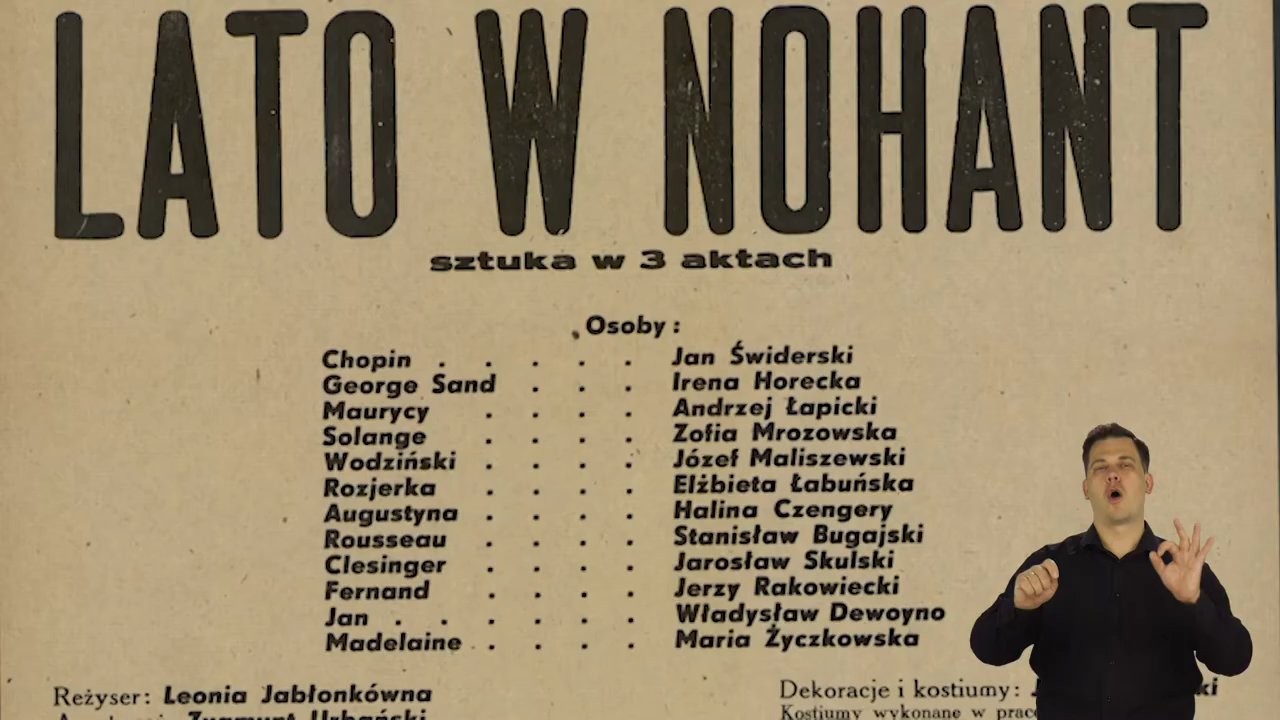 LATO W NOHANT
sztuka w 3 aktach
Osoby:
Chopin . . . . . Jan Świderski
George Sand . . . Irena Horecka
Maurycy . . . . Andrzej Łapicki
Solange . . . . Zofia Mrozowska
Wodziński . . . . Józef Maliszewski
Rozjerka . . . . Elżbieta Łabuńska
Augustyna . . . . Halina Czengery
Rousseau . . . . Stanisław Bugajski
Clesinger . . . . Jarosław Skulski
Fernand . . . . Jerzy Rakowiecki
Jan . . . . . . Władysław Dewoyno
Madelaine . . . . Maria Życzkowska
Reżyser: Leonia Jabłonkówna
Zygmunt Urbański
Dekoracje i kostiumy:
Kostiumy wykonane w